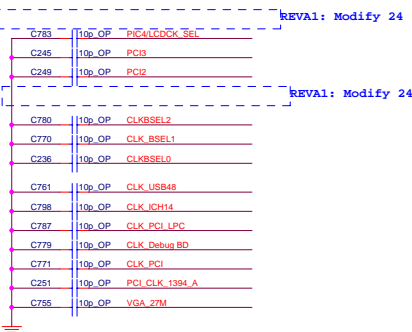 REVA1: Modify 24
C783 10p_OP PIC4/LCDCK_SEL
C245 10p_OP PCI3
C249 10p_OP PCI2
REVA1: Modify 24
C780 10p_OP CLKBSEL2
C770 10p_OP CLK_BSEL1
C236 10p_OP CLKBSEL0
C761 10p_OP CLK_USB48
C798 10p_OP CLK_ICH14
C787 10p_OP CLK_PCI_LPC
C779 10p_OP CLK_Debug BD
C771 10p_OP CLK_PCI
C251 10p_OP PCI_CLK_1394_A
C755 10p_OP VGA_27M